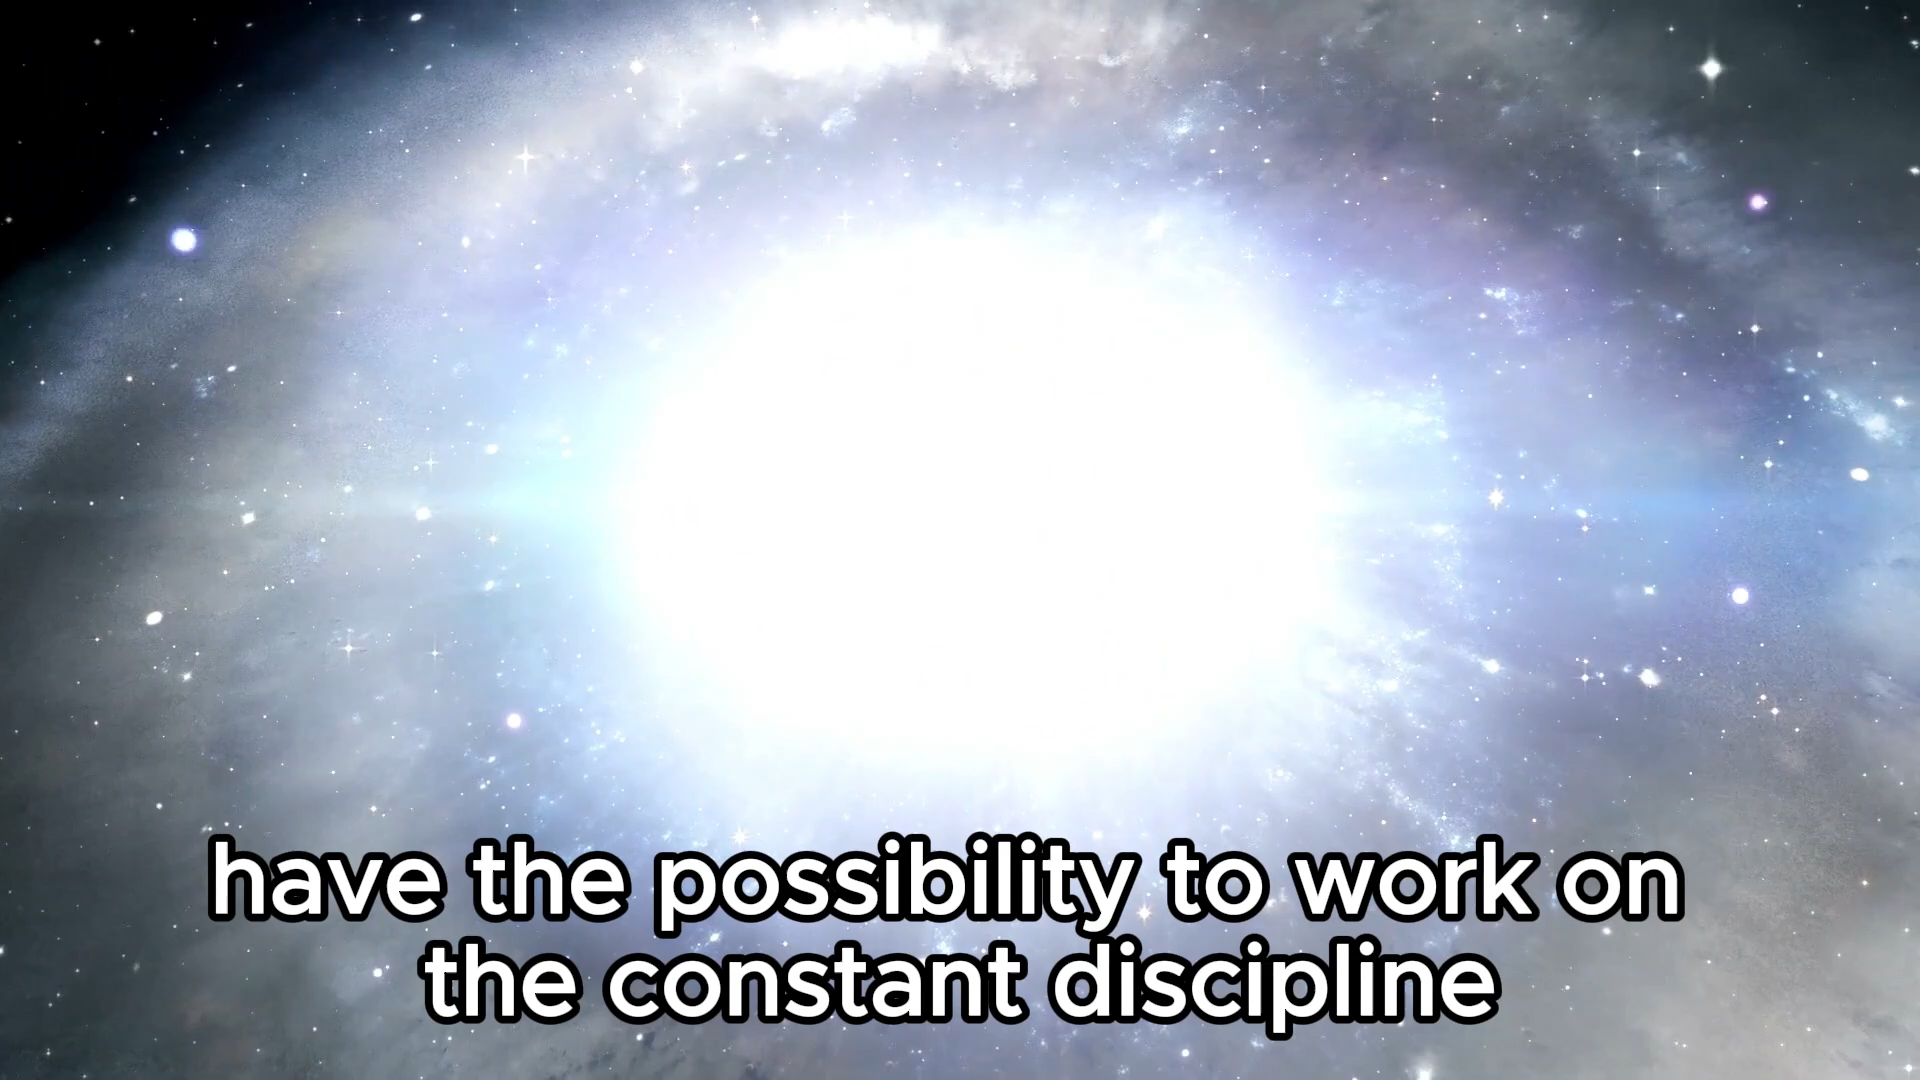 have the possibility to work on
the constant discipline